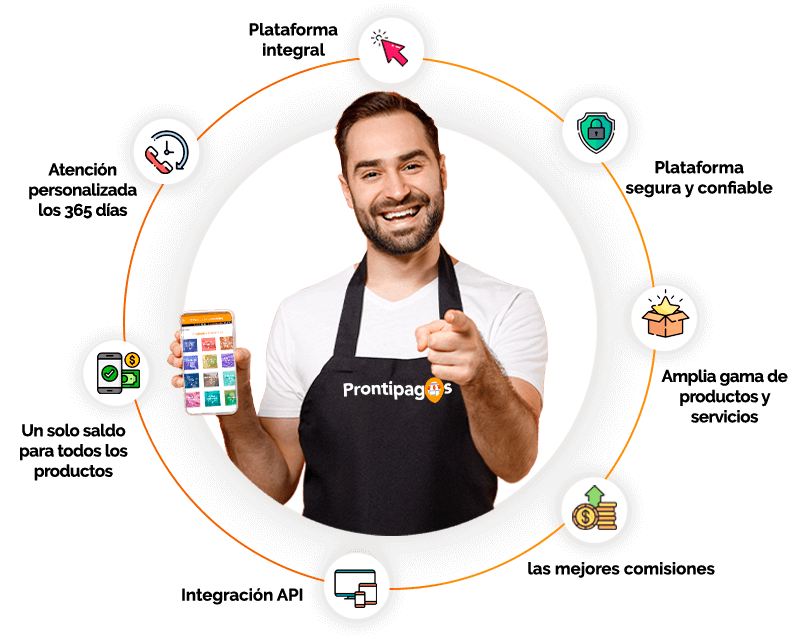 Plataforma
integral
Plataforma
segura y confiable
Atención
personalizada
los 365 días
Prontipagos
Amplia gama de
productos y
servicios
Un solo saldo
para todos los
productos
las mejores comisiones
Integración API